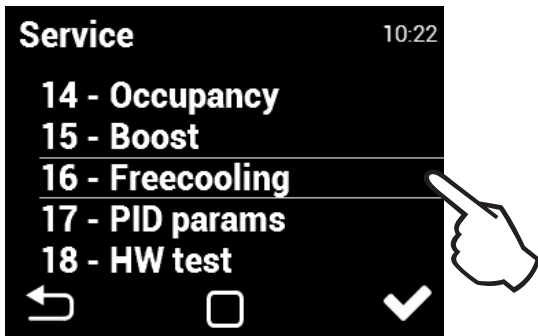 Service 10:22
14 - Occupancy
15 - Boost
16 - Freecooling
17 - PID params
18 - HW test